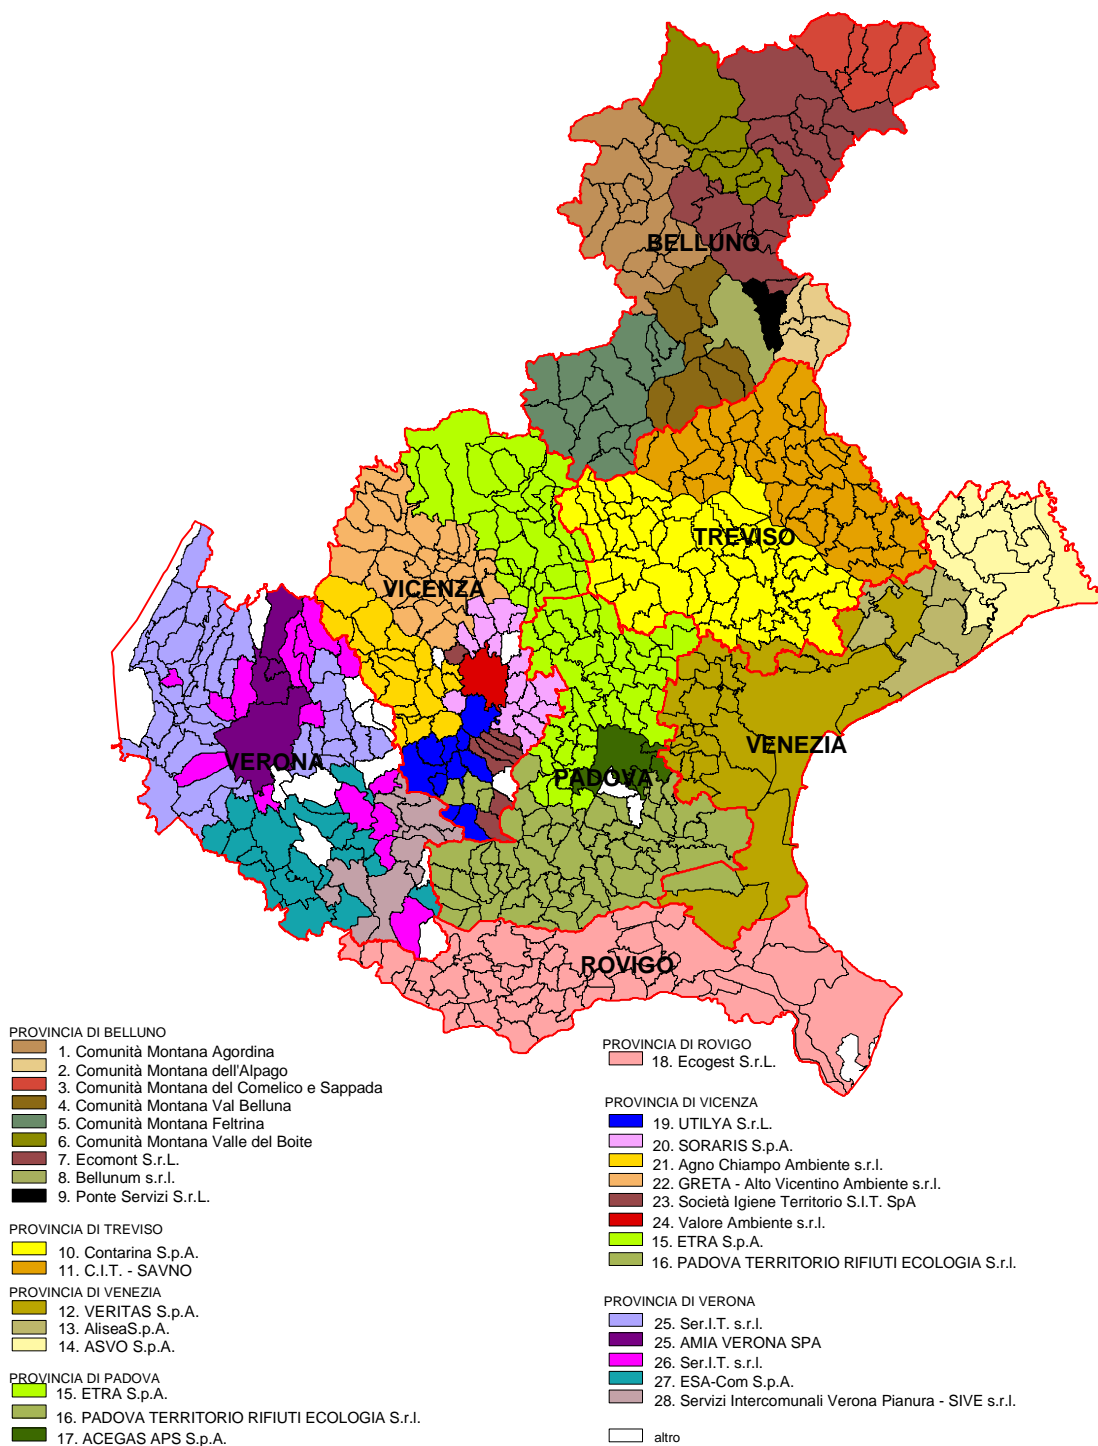 BELLUNO
TREVISO
VICENZA
VENEZIA
VERONA
PADOVA
ROVIGO
PROVINCIA DI BELLUNO
1. Comunità Montana Agordina
2. Comunità Montana dell'Alpago
3. Comunità Montana del Comelico e Sappada
4. Comunità Montana Val Belluna
5. Comunità Montana Feltrina
6. Comunità Montana Valle del Boite
7. Ecomont S.r.L.
8. Bellunum s.r.l.
9. Ponte Servizi S.r.L.
PROVINCIA DI TREVISO
10. Contarina S.p.A.
11. C.I.T. - SAVNO
PROVINCIA DI VENEZIA
12. VERITAS S.p.A.
13. AliseaS.p.A.
14. ASVO S.p.A.
PROVINCIA DI PADOVA
15. ETRA S.p.A.
16. PADOVA TERRITORIO RIFIUTI ECOLOGIA S.r.l.
17. ACEGAS APS S.p.A.
PROVINCIA DI ROVIGO
18. Ecogest S.r.L.
PROVINCIA DI VICENZA
19. UTILYA S.r.L.
20. SORARIS S.p.A.
21. Agno Chiampo Ambiente s.r.l.
22. GRETA - Alto Vicentino Ambiente s.r.l.
23. Società Igiene Territorio S.I.T. SpA
24. Valore Ambiente s.r.l.
15. ETRA S.p.A.
16. PADOVA TERRITORIO RIFIUTI ECOLOGIA S.r.l.
PROVINCIA DI VERONA
25. Ser.I.T. s.r.l.
25. AMIA VERONA SPA
26. Ser.I.T. s.r.l.
27. ESA-Com S.p.A.
28. Servizi Intercomunali Verona Pianura - SIVE s.r.l.
altro